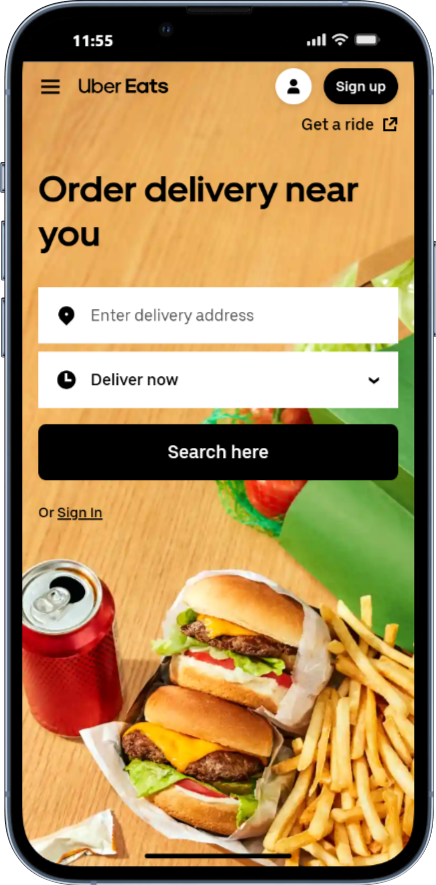 11:55
Uber Eats
Sign up
Get a ride
Order delivery near
you
Enter delivery address
Deliver now
Search here
Or Sign In